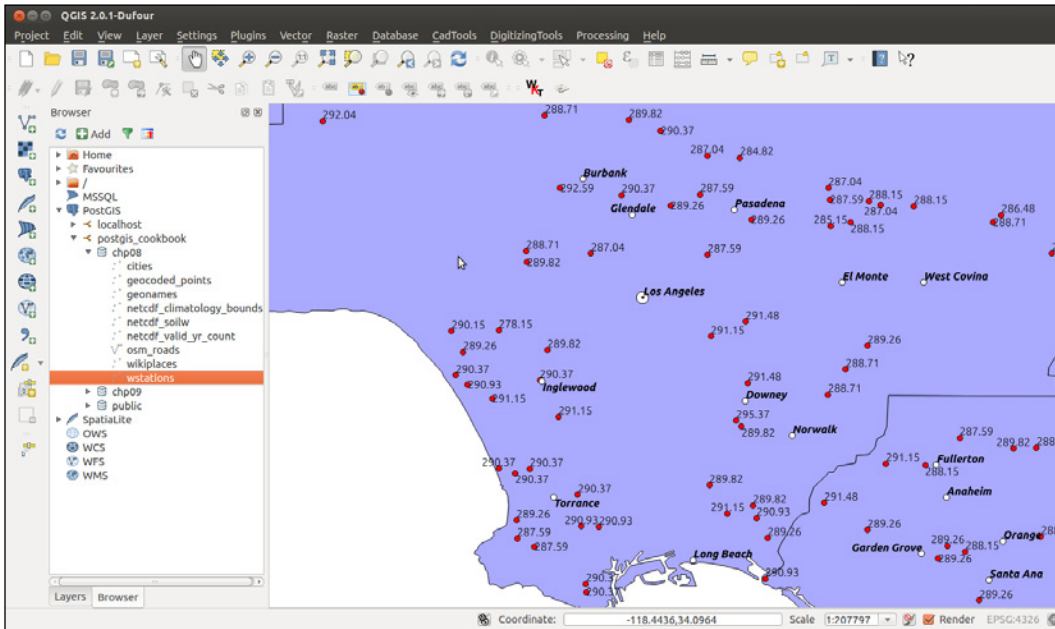 QGIS 2.0.1-Dufour
Project Edit View Layer Settings Plugins Vector Raster Database CadTools DigitizingTools Processing Help
Browser
Add
Home
Favourites
/
MSSQL
PostGIS
localhost
postgis_cookbook
chp08
cities
geocoded_points
geonames
netcdf_climatology_bounds
netcdf_soilw
netcdf_valid_yr_count
osm_roads
wikiplaces
wstations
chp09
public
SpatiaLite
OWS
WCS
WFS
WMS
Layers Browser
292.04 288.71 289.82
290.37
287.04 284.82
Burbank
292.59 290.37 287.59 287.04
Glendale 289.26 Pasadena 287.59 288.15 287.04 288.15 286.48
289.26 285.15 288.15 288.71
288.71 287.04 287.59
289.82
El Monte West Covina
Los Angeles
290.15 278.15 291.48
291.15
289.26 289.82 289.26
290.37 290.37 288.71
290.93 Inglewood 291.48
291.15 Downey 288.71
291.15 295.37
289.82 Norwalk 287.59
289.82
290.37 290.37 291.15 Fullerton
290.37 288.15
289.82
290.37 Anaheim
Torrance 289.82 291.48
289.26 291.15 290.93
290.93 290.93 289.26
287.59 289.26 289.26 Orange
287.59 Long Beach Garden Grove 288.15
289.26
290.93 Santa Ana
290.37 289.26
Coordinate: -118.4436,34.0964 Scale 1:207797 Render EPSG:4326